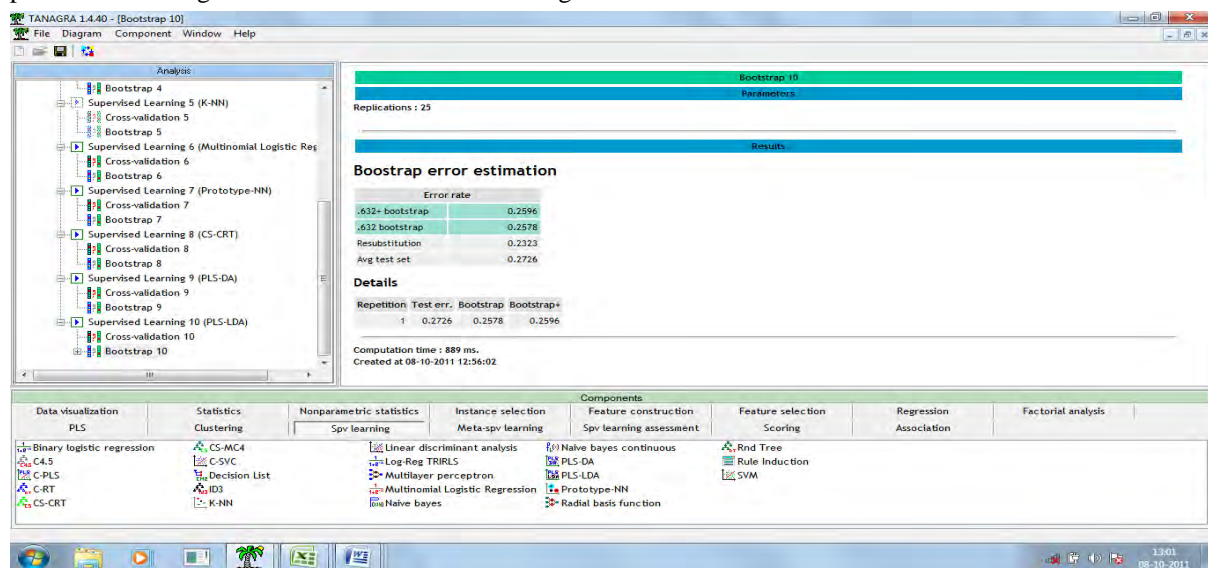 TANAGRA 1.4.40 - [Bootstrap 10]
File Diagram Component Window Help
Analysis
Bootstrap 4
Supervised Learning 5 (K-NN)
Cross-validation 5
Bootstrap 5
Supervised Learning 6 (Multinomial Logistic Reg
Cross-validation 6
Bootstrap 6
Supervised Learning 7 (Prototype-NN)
Cross-validation 7
Bootstrap 7
Supervised Learning 8 (CS-CRT)
Cross-validation 8
Bootstrap 8
Supervised Learning 9 (PLS-DA)
Cross-validation 9
Bootstrap 9
Supervised Learning 10 (PLS-LDA)
Cross-validation 10
Bootstrap 10
Bootstrap 10
Parameters
Replications : 25
Results
Boostrap error estimation
Error rate
.632+ bootstrap 0.2596
.632 bootstrap 0.2578
Resubstitution 0.2323
Avg test set 0.2726
Details
Repetition Test err. Bootstrap Bootstrap+
1 0.2726 0.2578 0.2596
Computation time : 889 ms.
Created at 08-10-2011 12:56:02
Components
Data visualization Statistics Nonparametric statistics Instance selection Feature construction Feature selection Regression Factorial analysis
PLS Clustering Spv learning Meta-spv learning Spv learning assessment Scoring Association
Binary logistic regression CS-MC4 Linear discriminant analysis Naive bayes continuous Rnd Tree
C4.5 C-SVC Log-Reg TRIRLS PLS-DA Rule Induction
C-PLS Decision List Multilayer perceptron PLS-LDA SVM
C-RT ID3 Multinomial Logistic Regression Prototype-NN
CS-CRT K-NN Naive bayes Radial basis function
13:01
08-10-2011